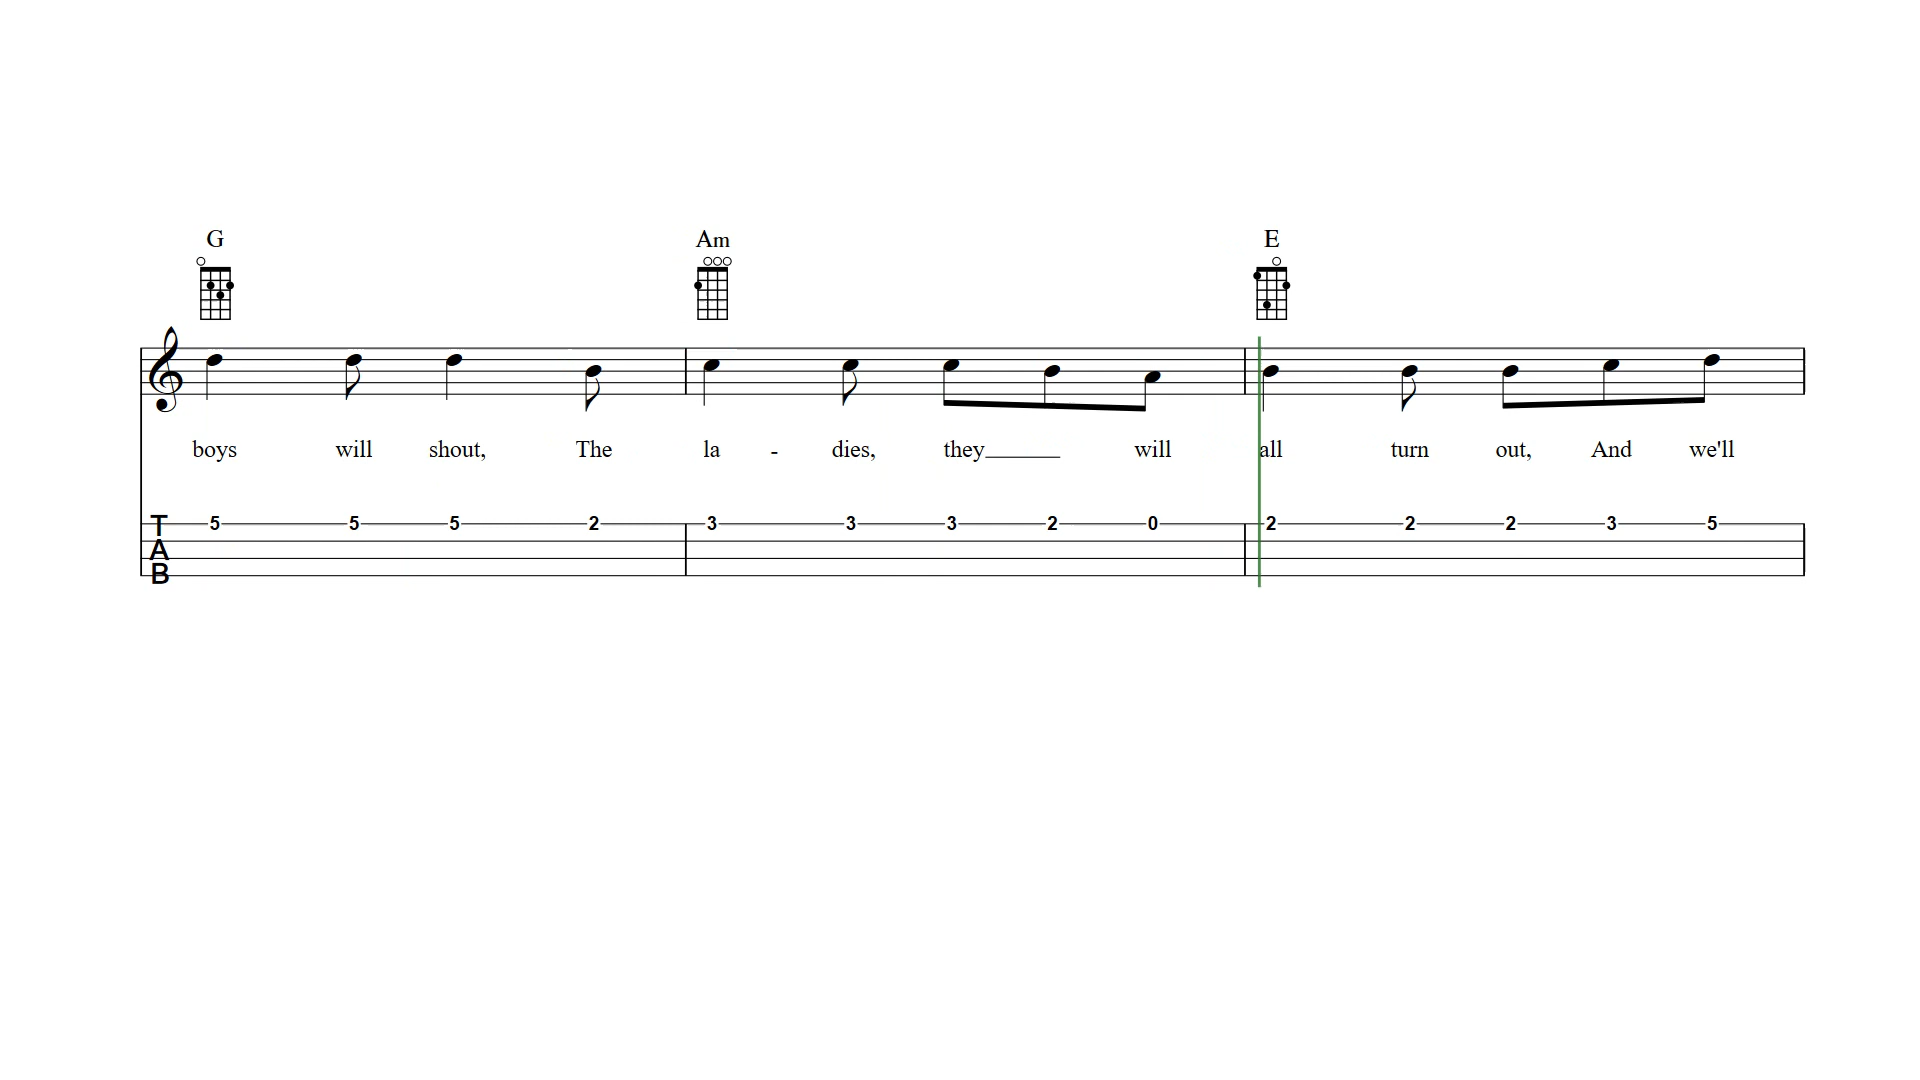 G Am E
boys will shout, The la - dies, they will all turn out, And we'll
T 5 5 5 2 3 3 3 2 0 2 2 2 3 5
A
B